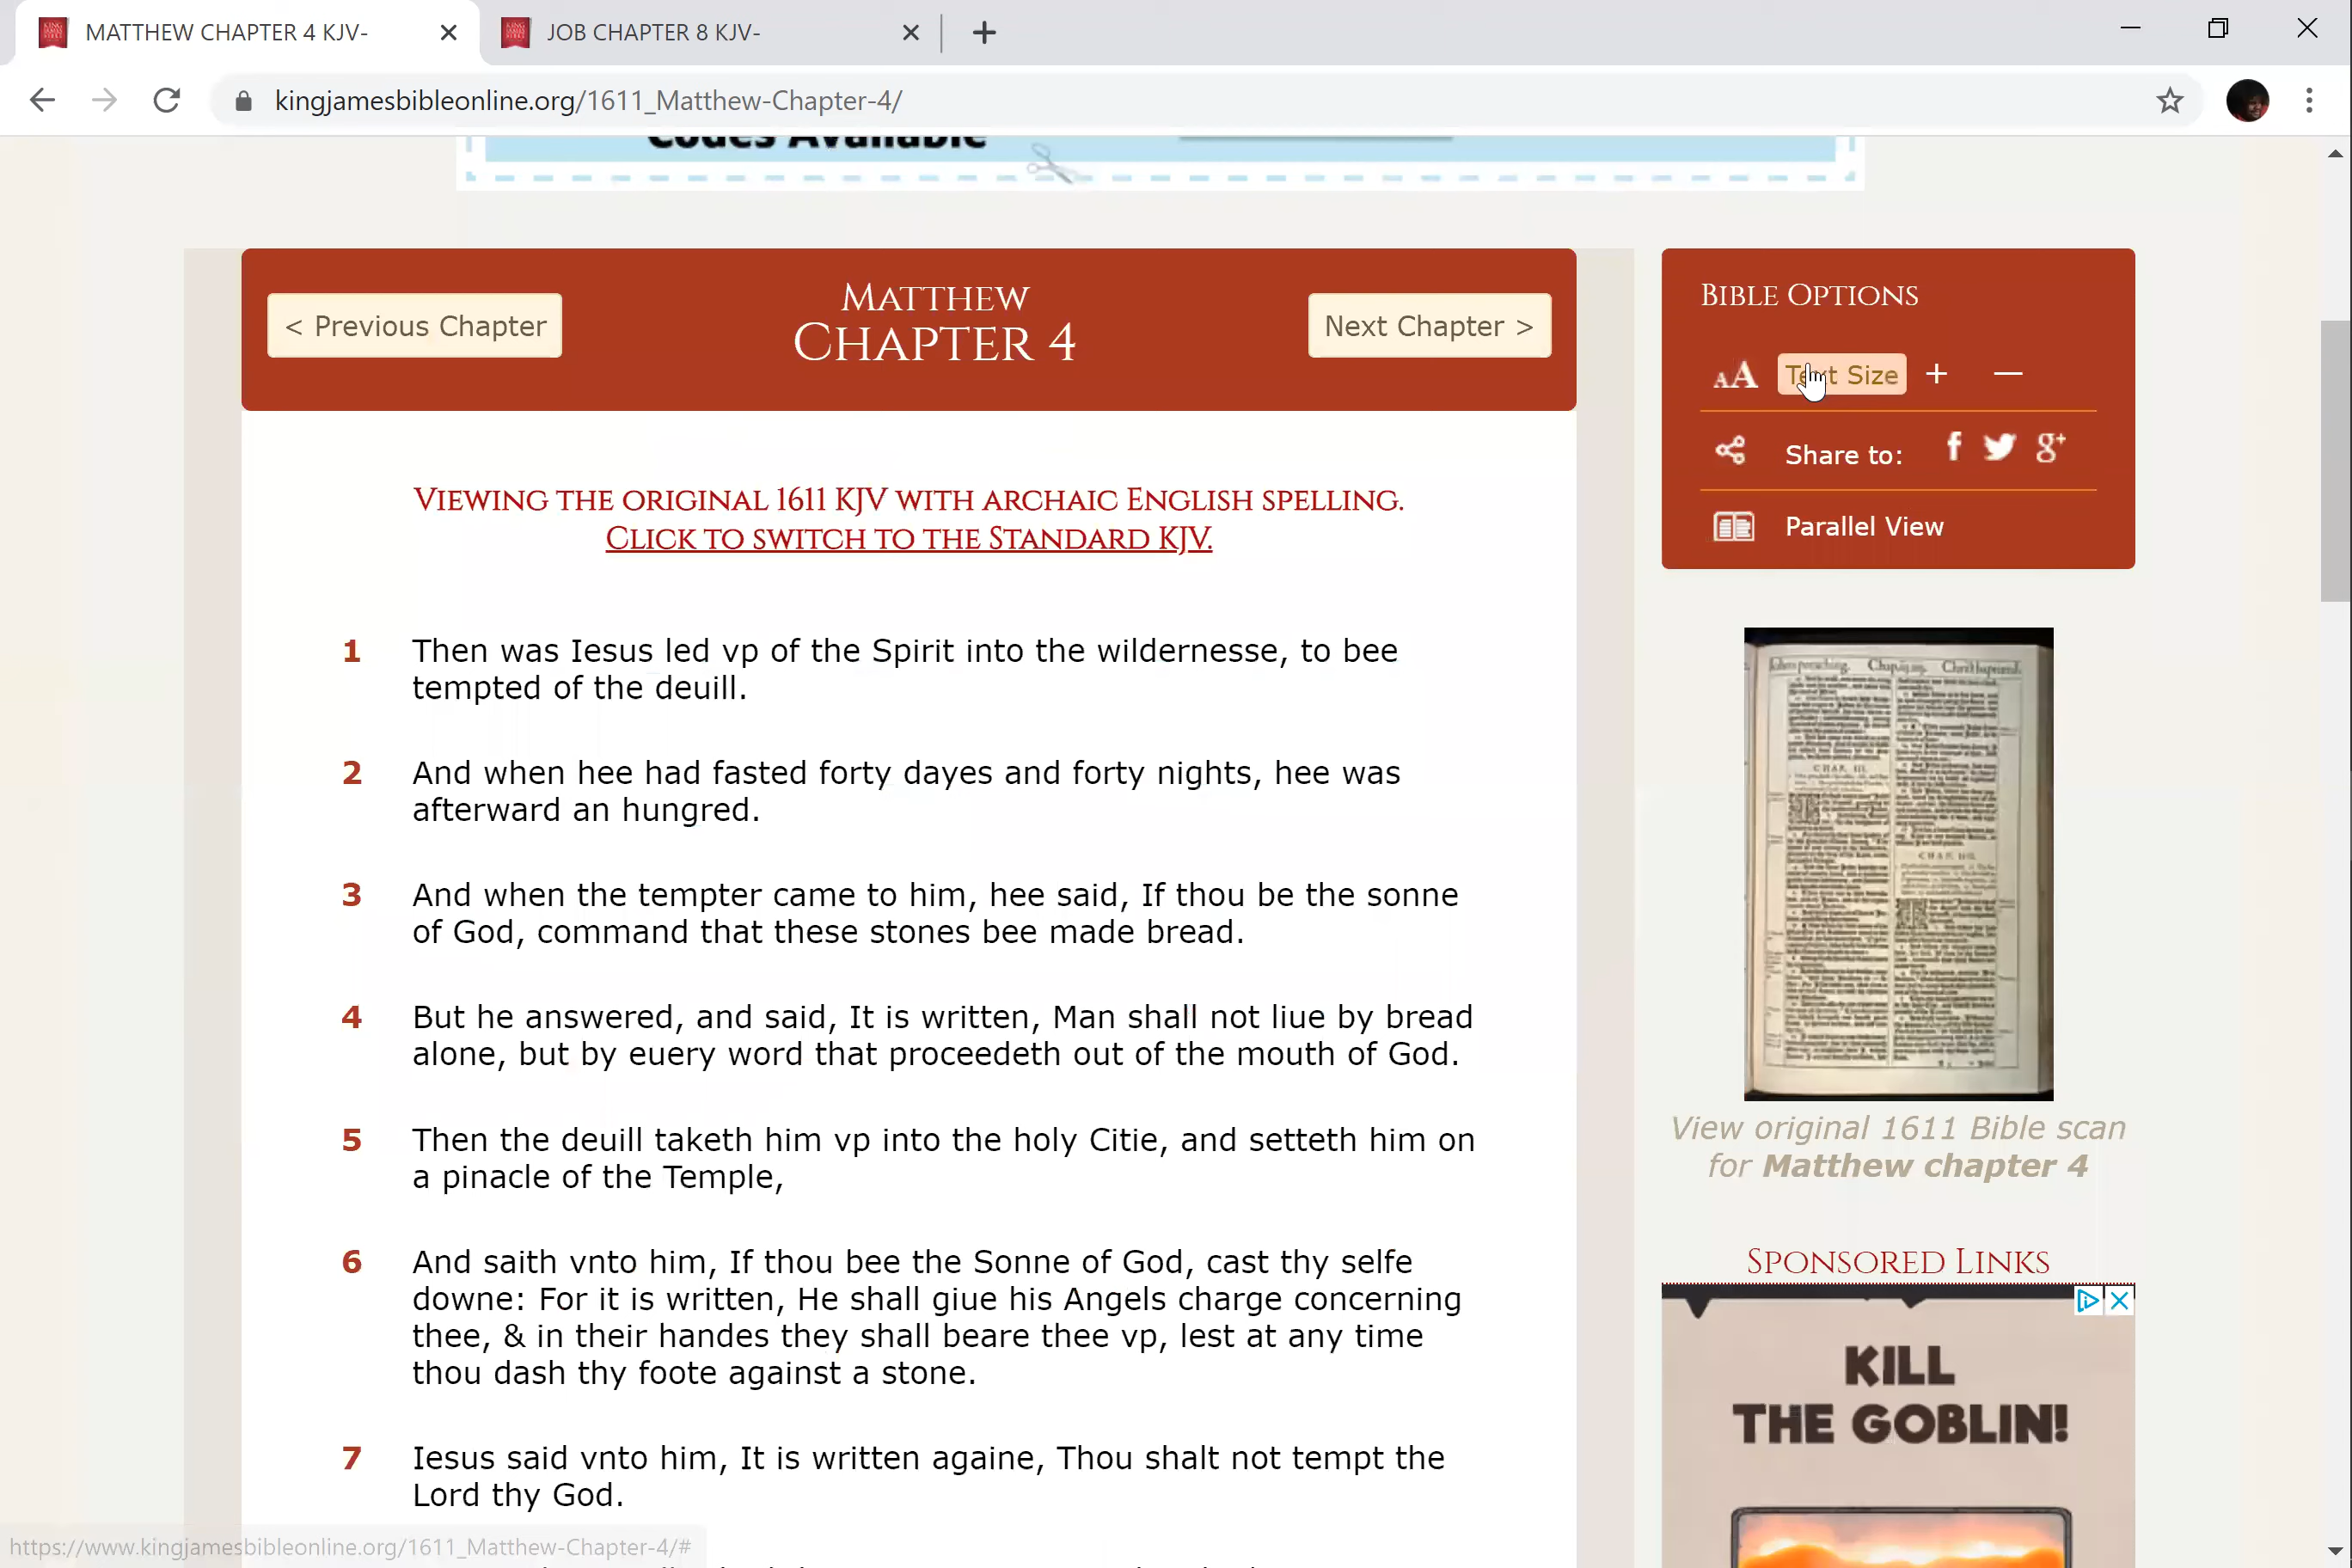 MATTHEW CHAPTER 4 KJV-
JOB CHAPTER 8 KJV-
kingjamesbibleonline.org/1611_Matthew-Chapter-4/
Codes Available
< Previous Chapter
MATTHEW
CHAPTER 4
Next Chapter >
VIEWING THE ORIGINAL 1611 KJV WITH ARCHAIC ENGLISH SPELLING.
CLICK TO SWITCH TO THE STANDARD KJV.
1 Then was Iesus led vp of the Spirit into the wildernesse, to bee
tempted of the deuill.
2 And when hee had fasted forty dayes and forty nights, hee was
afterward an hungred.
3 And when the tempter came to him, hee said, If thou be the sonne
of God, command that these stones bee made bread.
4 But he answered, and said, It is written, Man shall not liue by bread
alone, but by euery word that proceedeth out of the mouth of God.
5 Then the deuill taketh him vp into the holy Citie, and setteth him on
a pinacle of the Temple,
6 And saith vnto him, If thou bee the Sonne of God, cast thy selfe
downe: For it is written, He shall giue his Angels charge concerning
thee, & in their handes they shall beare thee vp, lest at any time
thou dash thy foote against a stone.
7 Iesus said vnto him, It is written againe, Thou shalt not tempt the
Lord thy God.
BIBLE OPTIONS
AA Text Size + −
Share to: f g+
Parallel View
View original 1611 Bible scan
for Matthew chapter 4
SPONSORED LINKS
KILL
THE GOBLIN!
https://www.kingjamesbibleonline.org/1611_Matthew-Chapter-4/#